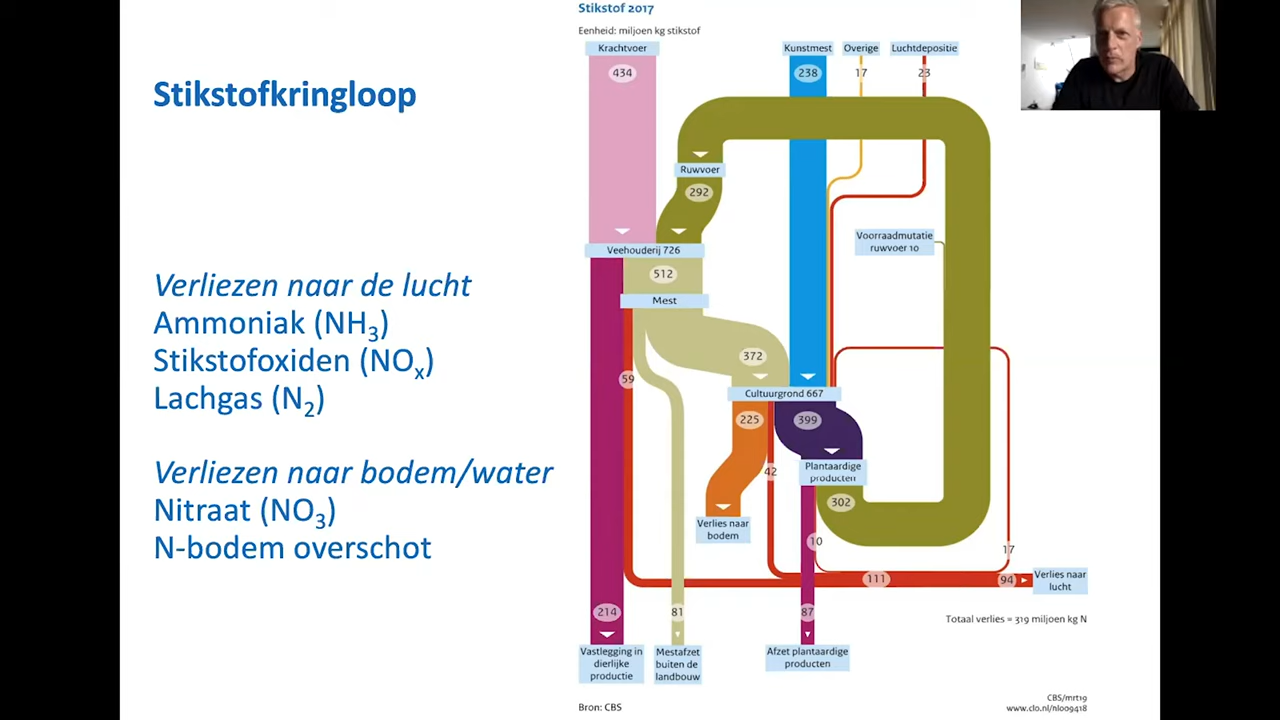 Stikstofkringloop
Verliezen naar de lucht
Ammoniak (NH3)
Stikstofoxiden (NOx)
Lachgas (N2)
Verliezen naar bodem/water
Nitraat (NO3)
N-bodem overschot
Stikstof 2017
Eenheid: miljoen kg stikstof
Krachtvoer
Kunstmest
Overige
Luchtdepositie
434
238
17
23
Ruwvoer
292
Voorraadmutatie
ruwvoer 10
Veehouderij 726
512
Mest
372
59
Cultuurgrond 667
225
399
42
Plantaardige
producten
302
Verlies naar
bodem
10
17
111
94
Verlies naar
lucht
214
81
87
Totaal verlies = 319 miljoen kg N
Vastlegging in
dierlijke
productie
Mestafzet
buiten de
landbouw
Afzet plantaardige
producten
Bron: CBS
CBS/mrt19
www.clo.nl/nl009418